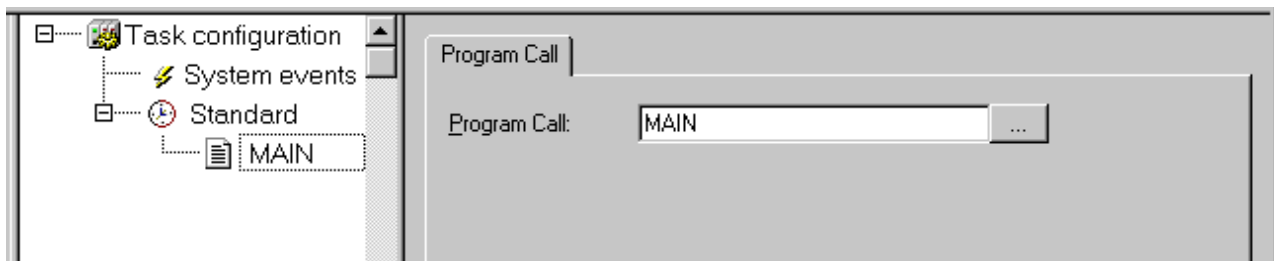 Task configuration
System events
Standard
MAIN
Program Call
Program Call: MAIN ...